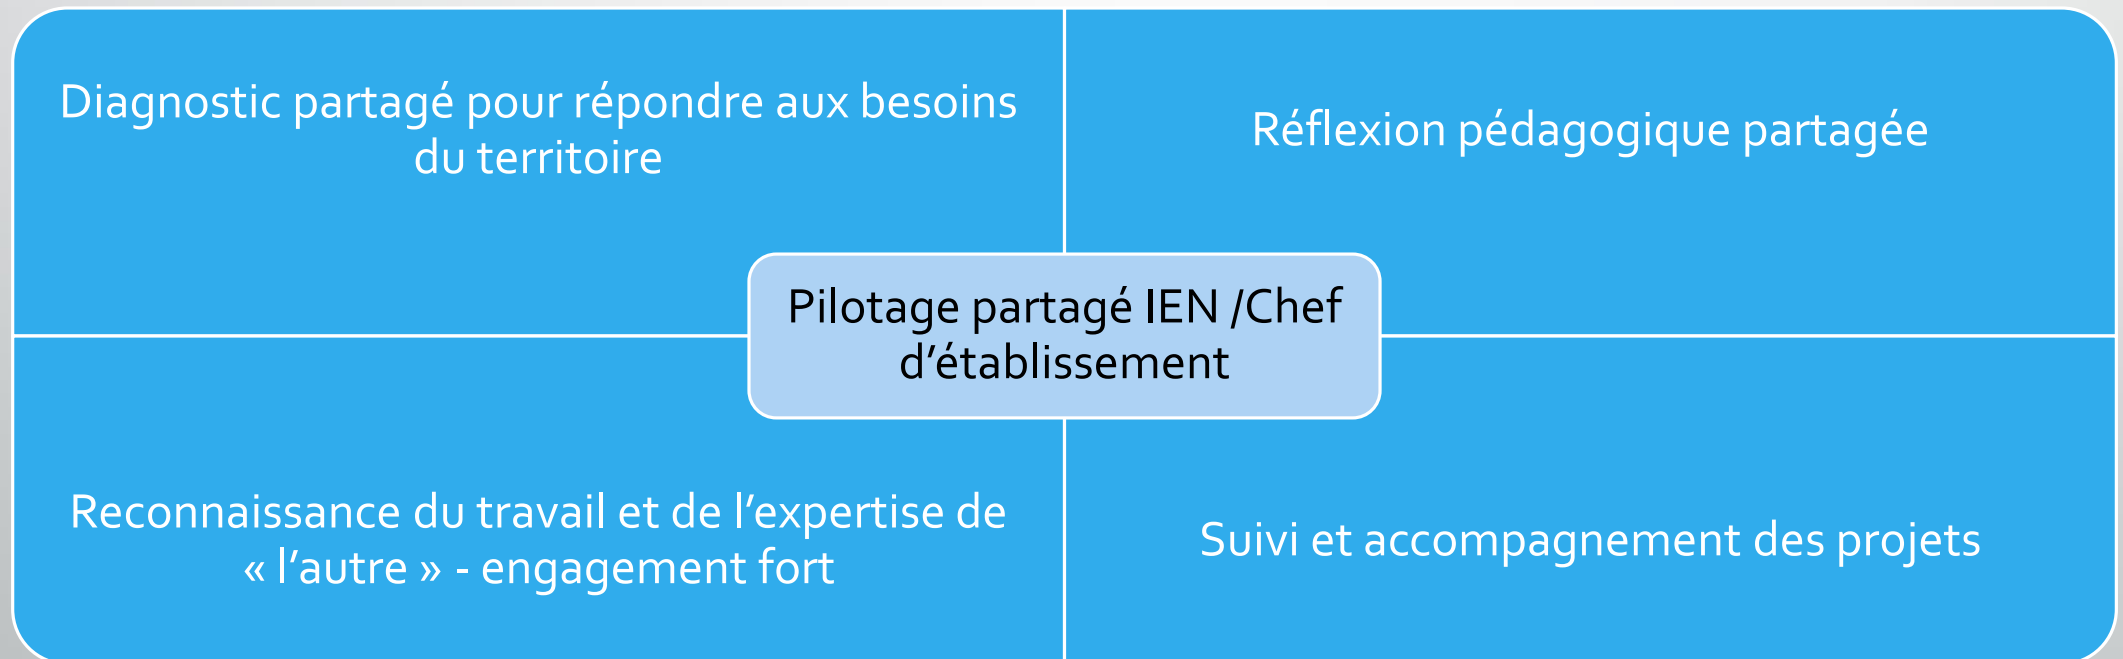 Diagnostic partagé pour répondre aux besoins
du territoire
Réflexion pédagogique partagée
Pilotage partagé IEN /Chef
d’établissement
Reconnaissance du travail et de l’expertise de
« l’autre » - engagement fort
Suivi et accompagnement des projets